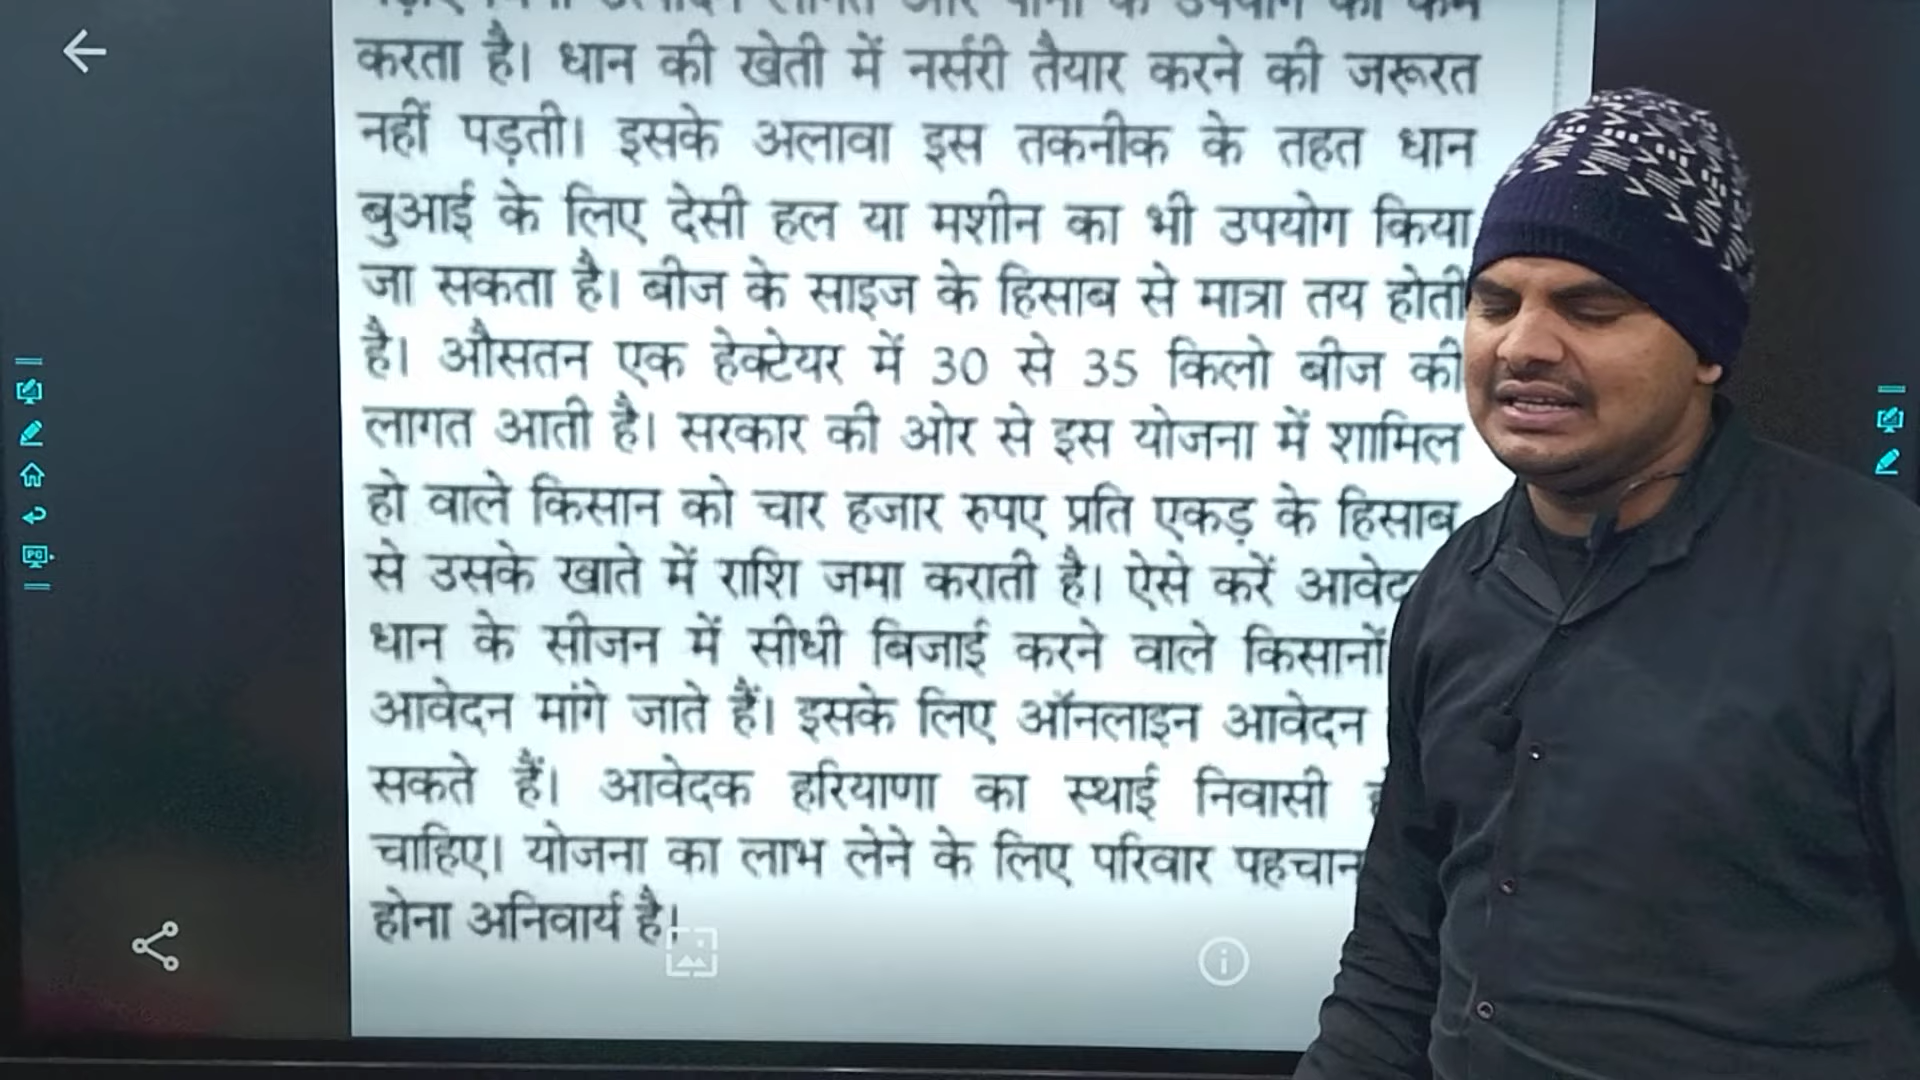 करता है। धान की खेती में नर्सरी तैयार करने की जरूरत
नहीं पड़ती। इसके अलावा इस तकनीक के तहत धान
बुआई के लिए देसी हल या मशीन का भी उपयोग किया
जा सकता है। बीज के साइज के हिसाब से मात्रा तय होती
है। औसतन एक हेक्टेयर में 30 से 35 किलो बीज की
लागत आती है। सरकार की ओर से इस योजना में शामिल
हो वाले किसान को चार हजार रुपए प्रति एकड़ के हिसाब
से उसके खाते में राशि जमा कराती है। ऐसे करें
धान के सीजन में सीधी बिजाई करने वाले किसानों
आवेदन मांगे जाते हैं। इसके लिए ऑनलाइन आवेदन
सकते हैं। आवेदक हरियाणा का स्थाई निवासी
चाहिए। योजना का लाभ लेने के लिए परिवार पहचान
होना अनिवार्य है।
PC